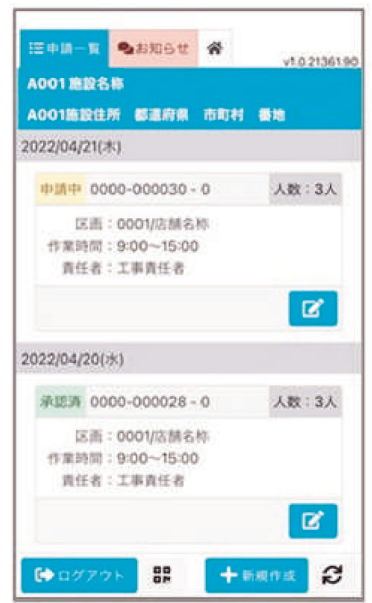 申請一覧 お知らせ
v1.0.21361.90
A001 施設名称
A001施設住所 都道府県 市町村 番地
2022/04/21(木)
申請中 0000-000030 - 0 人数：3人
区画：0001/店舗名称
作業時間：9:00〜15:00
責任者：工事責任者
2022/04/20(水)
承認済 0000-000028 - 0 人数：3人
区画：0001/店舗名称
作業時間：9:00〜15:00
責任者：工事責任者
ログアウト 新規作成